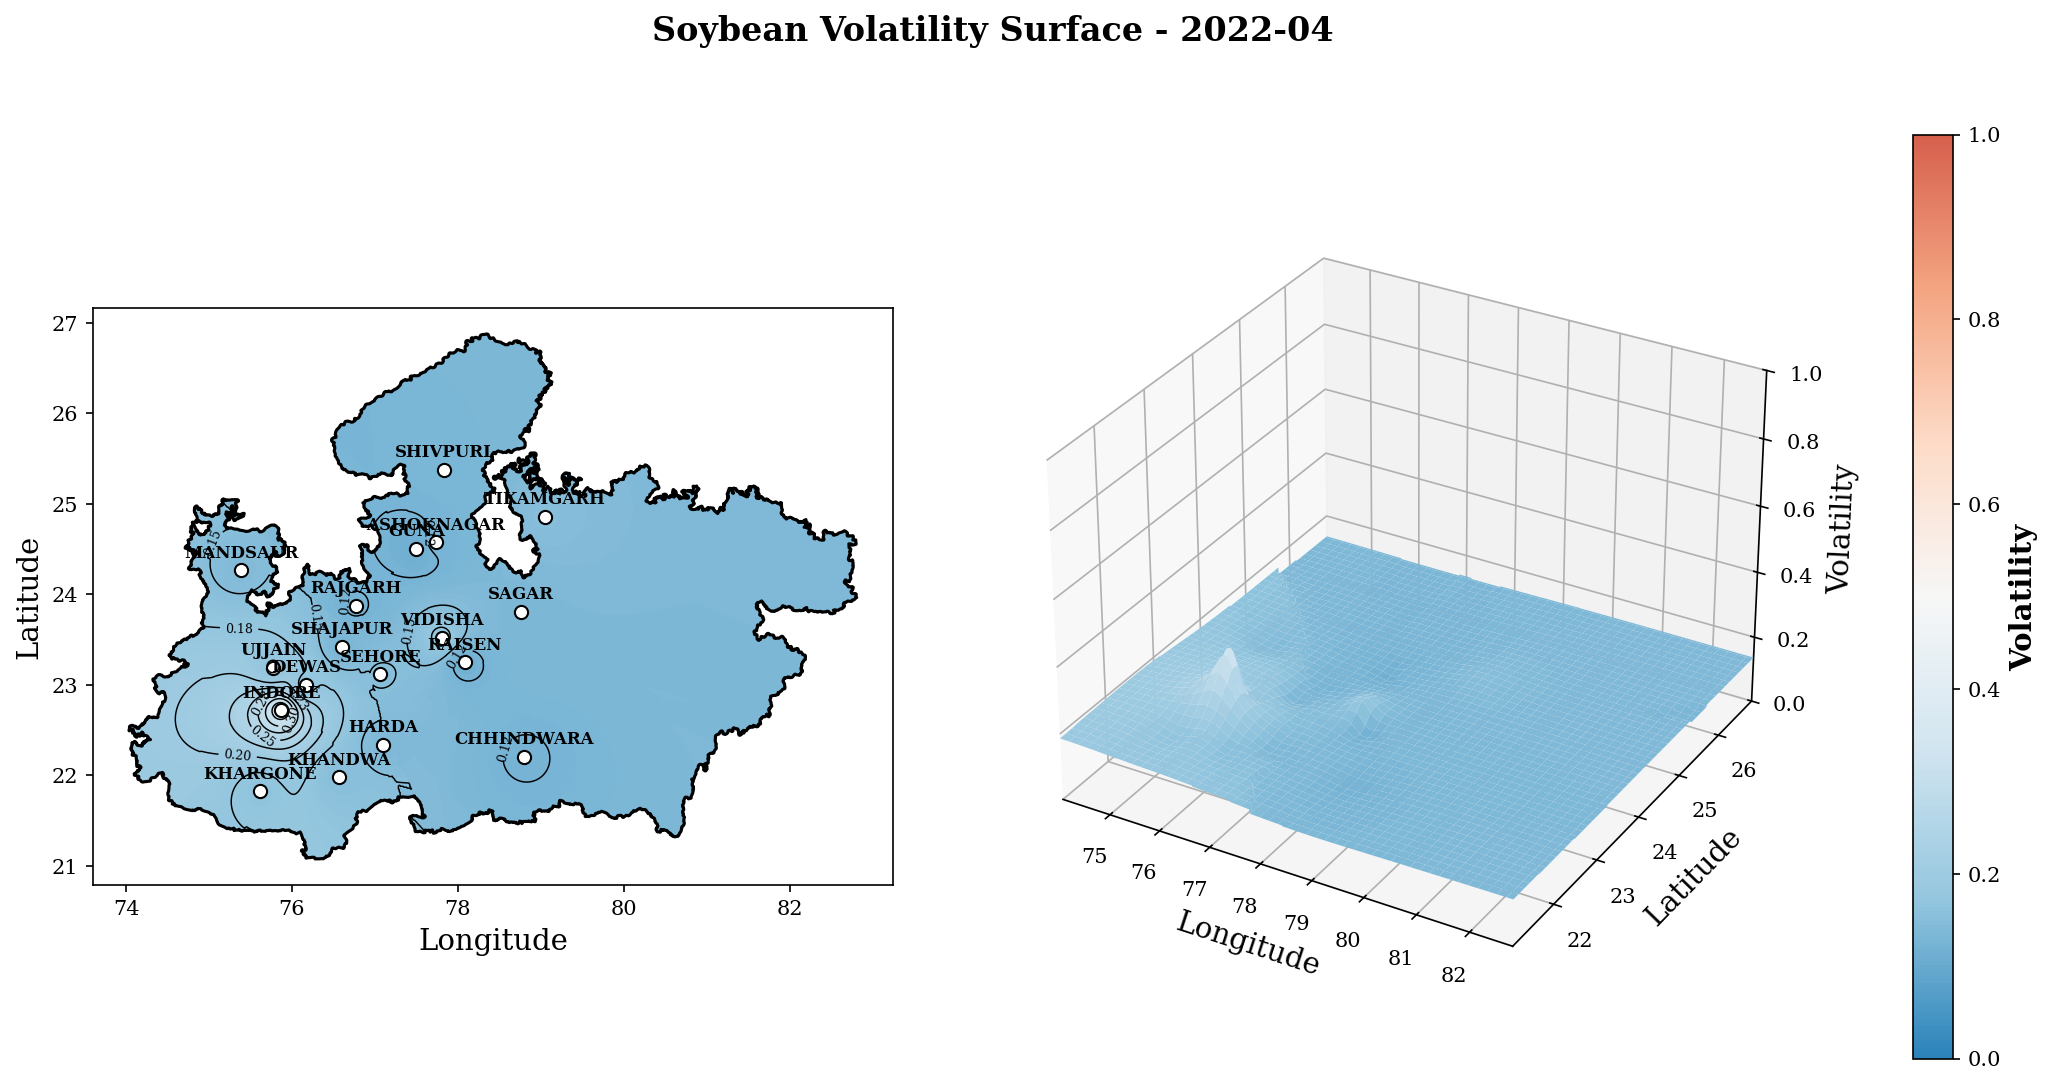 Soybean Volatility Surface - 2022-04
27
26
25
24
23
22
21
Latitude
74
76
78
80
82
Longitude
SHIVPURI
TIKAMGARH
ASHOKNAGAR
GUNA
MANDSAUR
RAJGARH
SAGAR
VIDISHA
SHAJAPUR
RAISEN
UJJAIN
SEHORE
DEWAS
INDORE
HARDA
CHHINDWARA
KHANDWA
KHARGONE
0.15
0.18
0.15
0.25
0.30
0.20
1.0
0.8
0.6
0.4
0.2
0.0
Volatility
75
76
77
78
79
80
81
82
Longitude
22
23
24
25
26
Latitude
1.0
0.8
0.6
0.4
0.2
0.0
Volatility